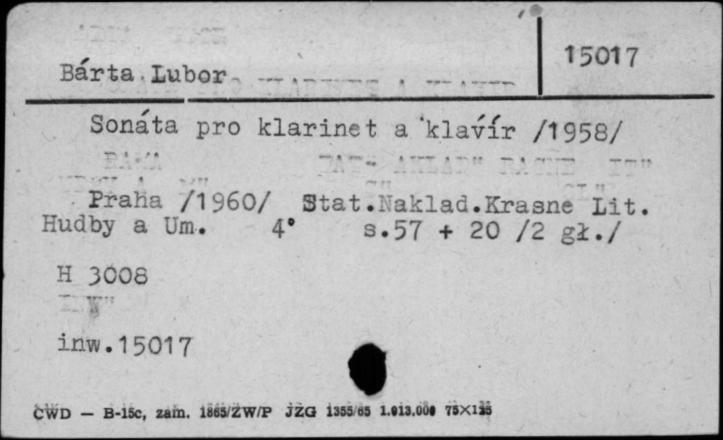 15017
Bárta Lubor
Sonáta pro klarinet a klavír /1958/
Praha /1960/ Stat.Naklad.Krasne Lit.
Hudby a Um. 4° s.57 + 20 /2 gł./
H 3008
inw.15017
CWD — B-15c, zam. 1865/ZW/P JZG 1355/65 1.013.000 75×125